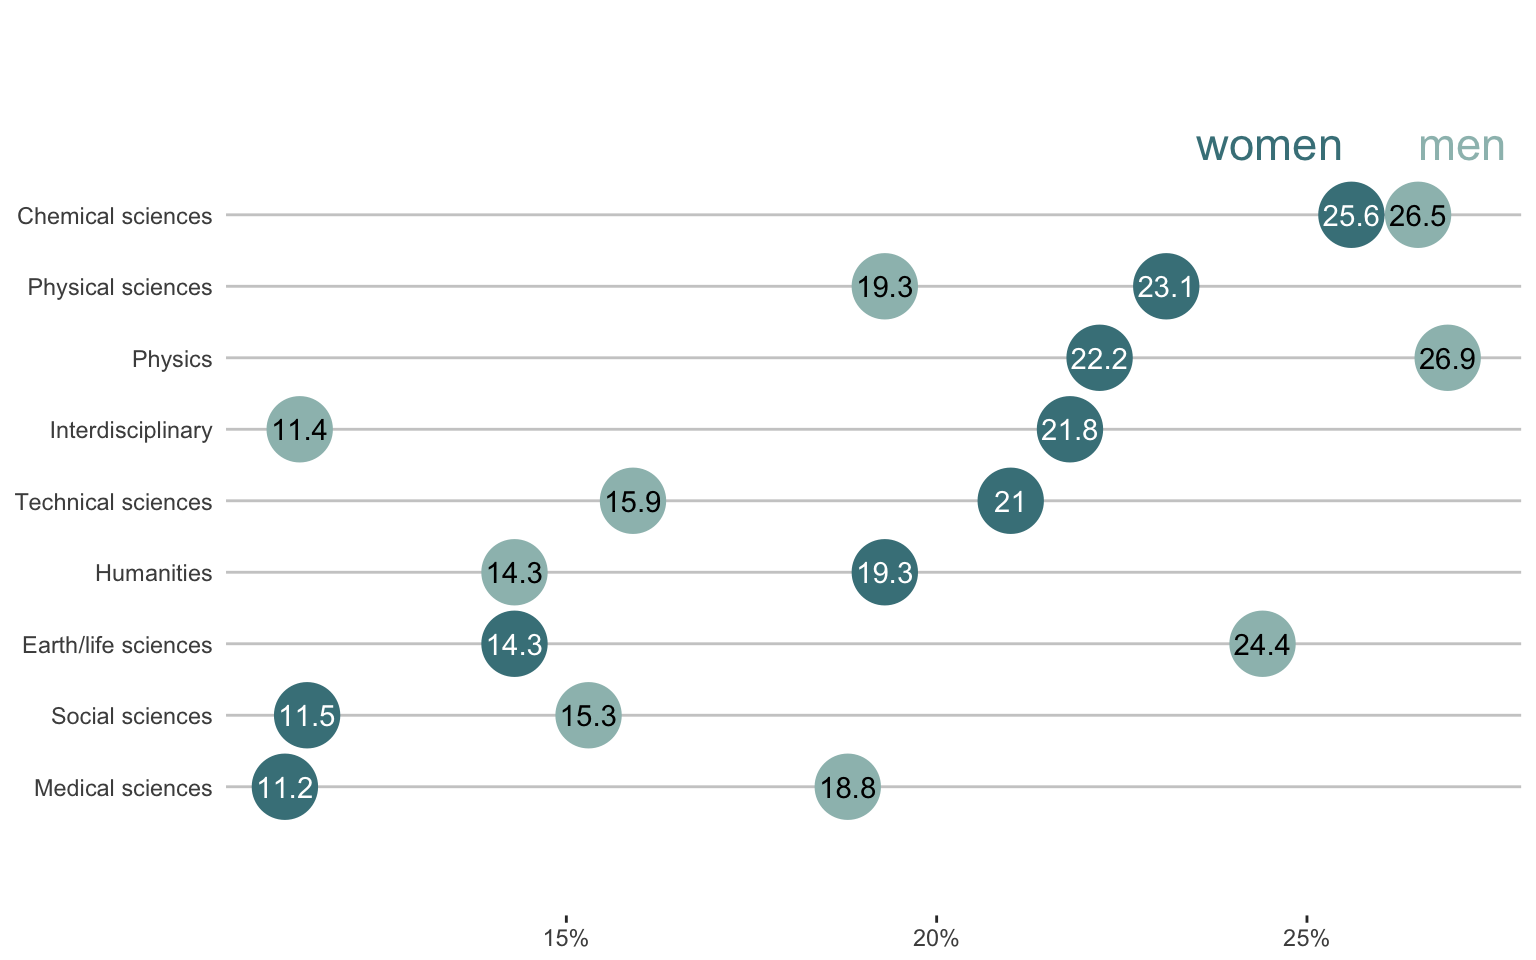 women men
Chemical sciences 25.6 26.5
Physical sciences 19.3 23.1
Physics 22.2 26.9
Interdisciplinary 11.4 21.8
Technical sciences 15.9 21
Humanities 14.3 19.3
Earth/life sciences 14.3 24.4
Social sciences 11.5 15.3
Medical sciences 11.2 18.8
15% 20% 25%